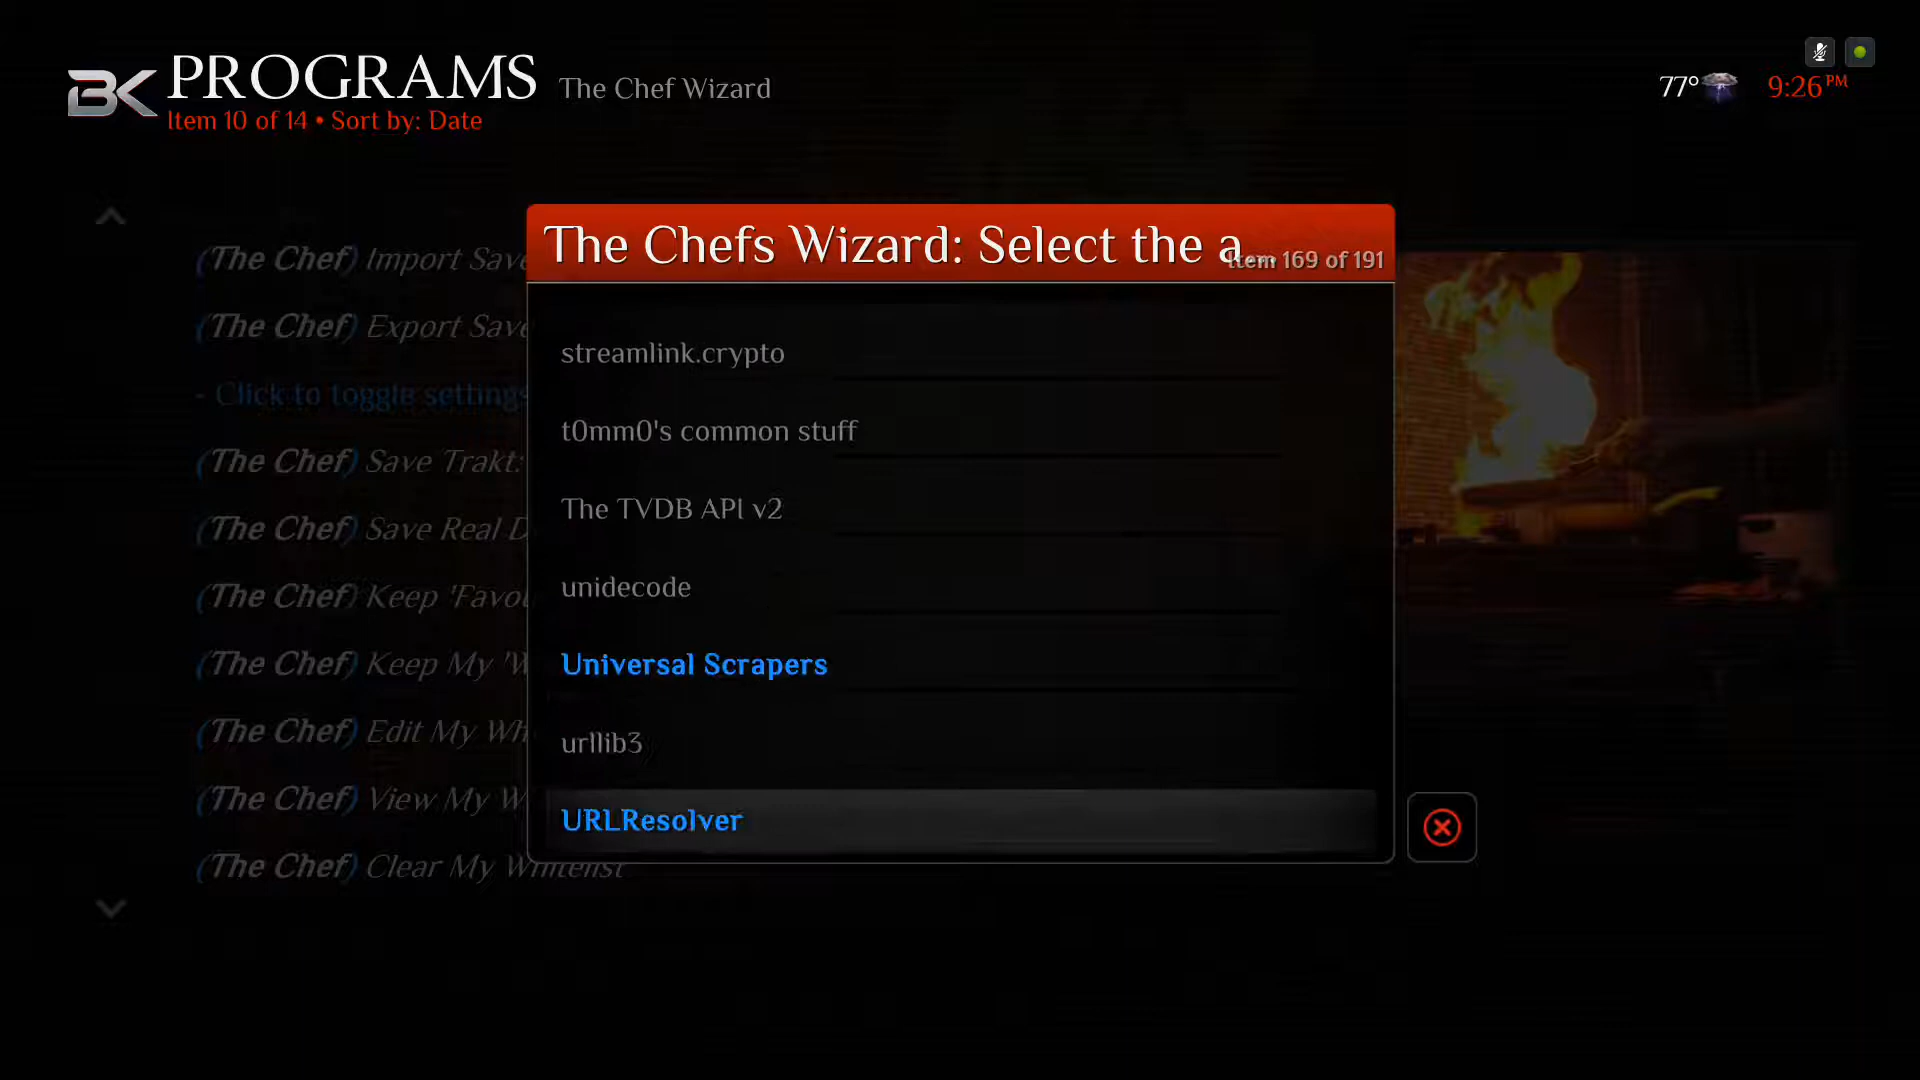 BK PROGRAMS The Chef Wizard
Item 10 of 14 • Sort by: Date
77° 9:26 PM
(The Chef) Import Save
(The Chef) Export Save
- Click to toggle settings
(The Chef) Save Trakt:
(The Chef) Save Real D
(The Chef) Keep 'Favou
(The Chef) Keep My 'W
(The Chef) Edit My Wh
(The Chef) View My W
(The Chef) Clear My Whitelist
The Chefs Wizard: Select the a...
Item 169 of 191
streamlink.crypto
t0mm0's common stuff
The TVDB API v2
unidecode
Universal Scrapers
urllib3
URLResolver